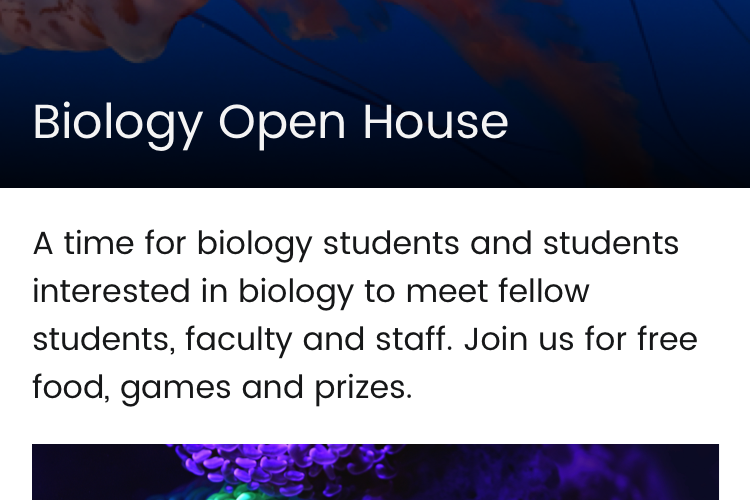 Biology Open House
A time for biology students and students
interested in biology to meet fellow
students, faculty and staff. Join us for free
food, games and prizes.